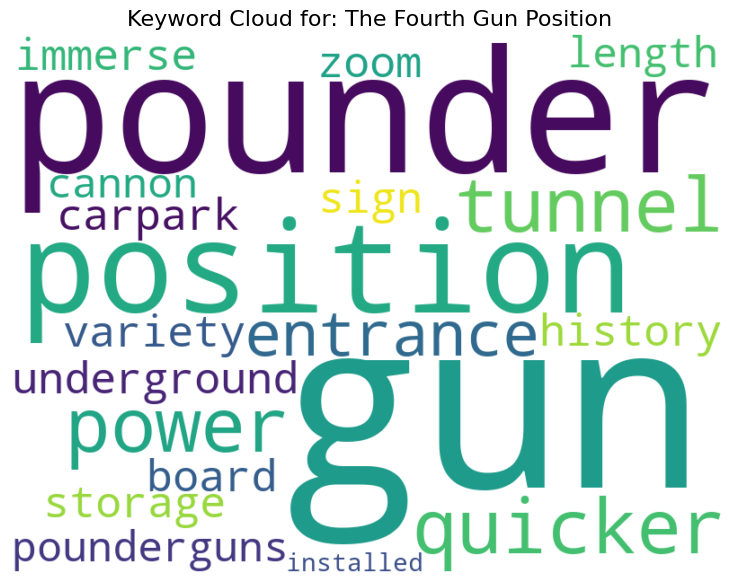 Keyword Cloud for: The Fourth Gun Position
immerse zoom length
pounder
cannon sign tunnel
carpark
position
variety entrance history
underground gun
power
board
storage quicker
pounderguns installed